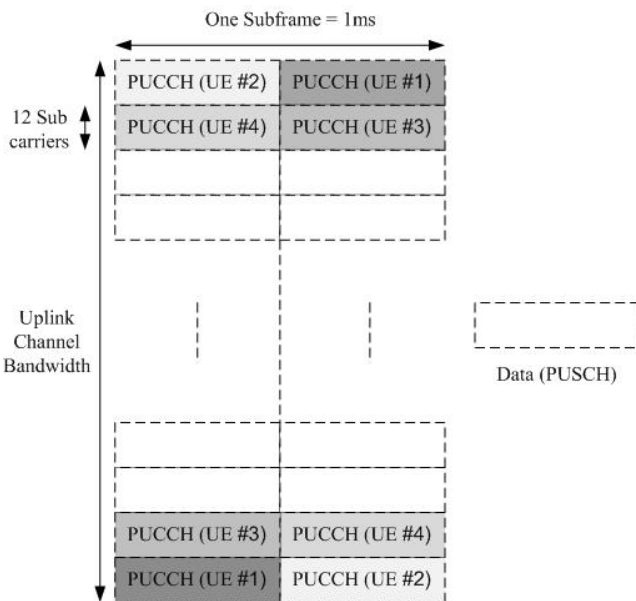 One Subframe = 1ms
PUCCH (UE #2) PUCCH (UE #1)
12 Sub
carriers
PUCCH (UE #4) PUCCH (UE #3)
Uplink
Channel
Bandwidth
Data (PUSCH)
PUCCH (UE #3) PUCCH (UE #4)
PUCCH (UE #1) PUCCH (UE #2)